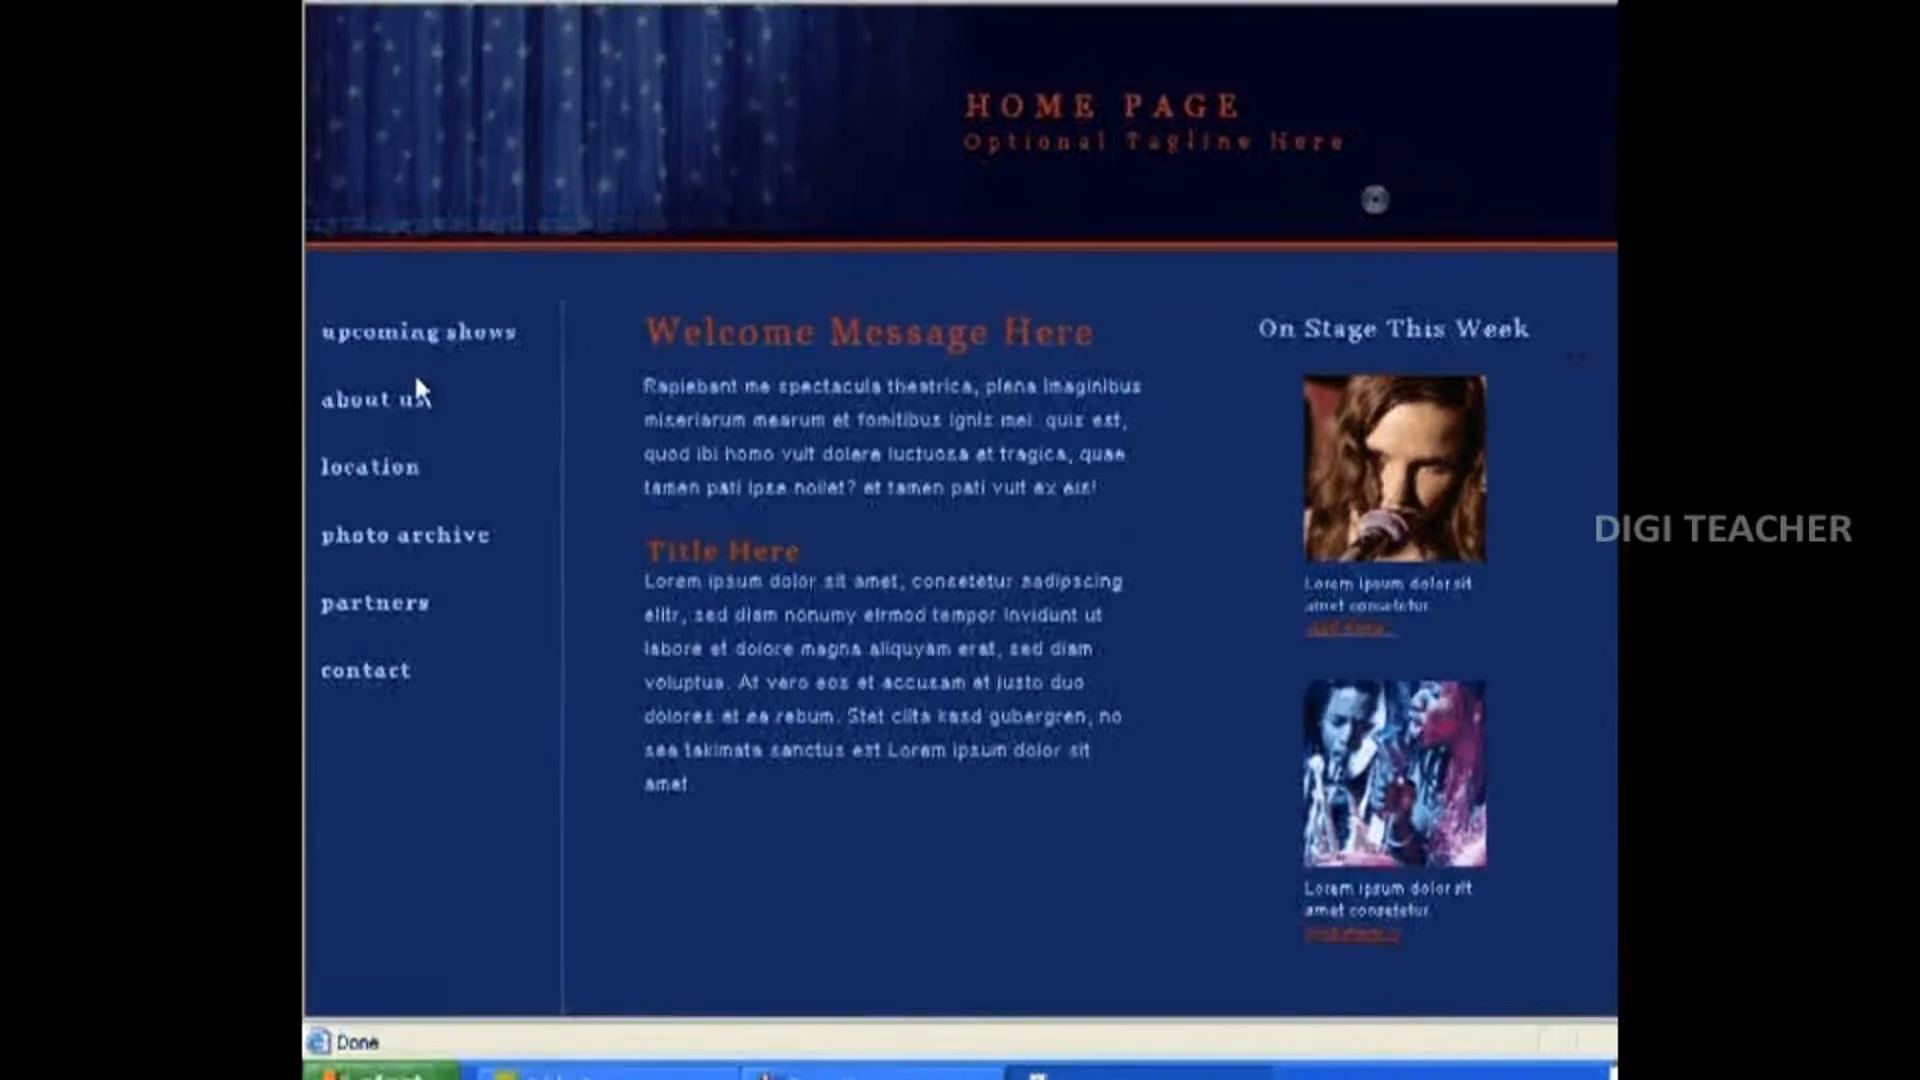 HOME PAGE
Optional Tagline Here
upcoming shows
about us
location
photo archive
partners
contact
Welcome Message Here
Rapiebant me spectacula theatrica, plena imaginibus
miseriarum mearum et fomitibus ignis mei. quis est,
quod ibi homo vult dolere luctuosa et tragica, quae
tamen pati ipse nollet? et tamen pati vult ex eis!
Title Here
Lorem ipsum dolor sit amet, consetetur sadipscing
elitr, sed diam nonumy eirmod tempor invidunt ut
labore et dolore magna aliquyam erat, sed diam
voluptua. At vero eos et accusam et justo duo
dolores et ea rebum. Stet clita kasd gubergren, no
sea takimata sanctus est Lorem ipsum dolor sit
amet.
On Stage This Week
Lorem ipsum dolor sit
amet consetetur.
Lorem ipsum dolor sit
amet consetetur.
DIGI TEACHER
Done
start